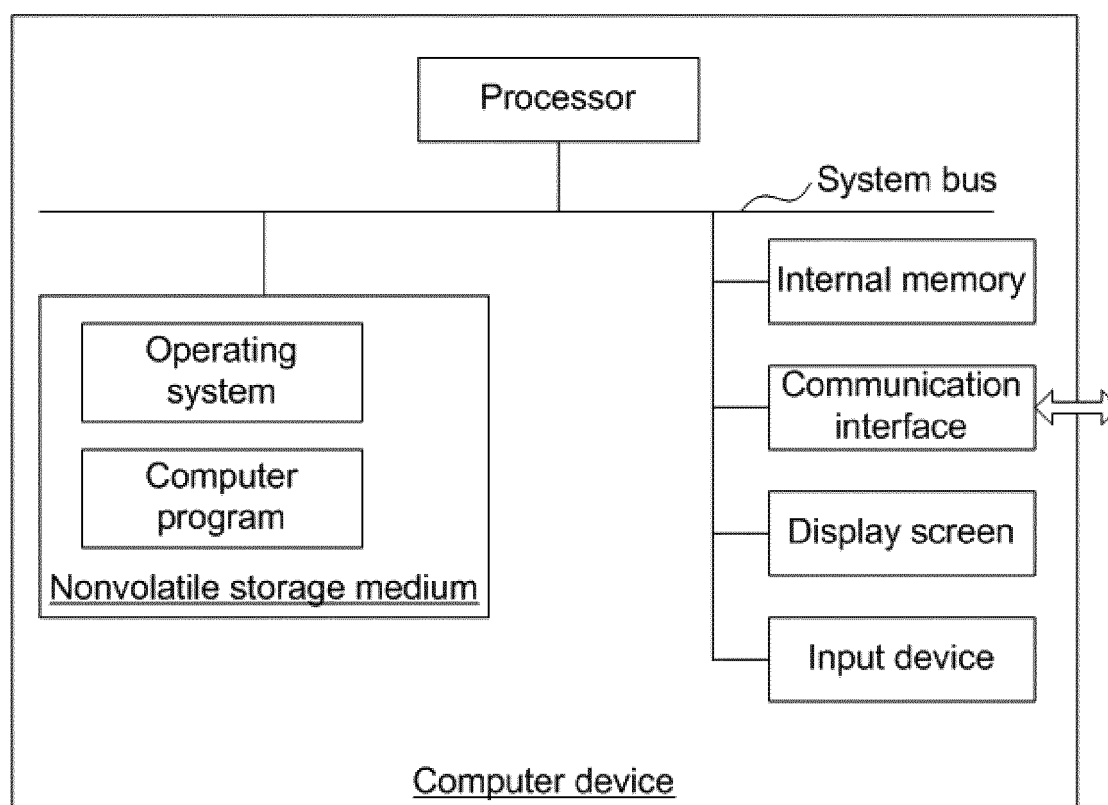 Processor
System bus
Internal memory
Operating
system
Communication
interface
Computer
program
Display screen
Nonvolatile storage medium
Input device
Computer device